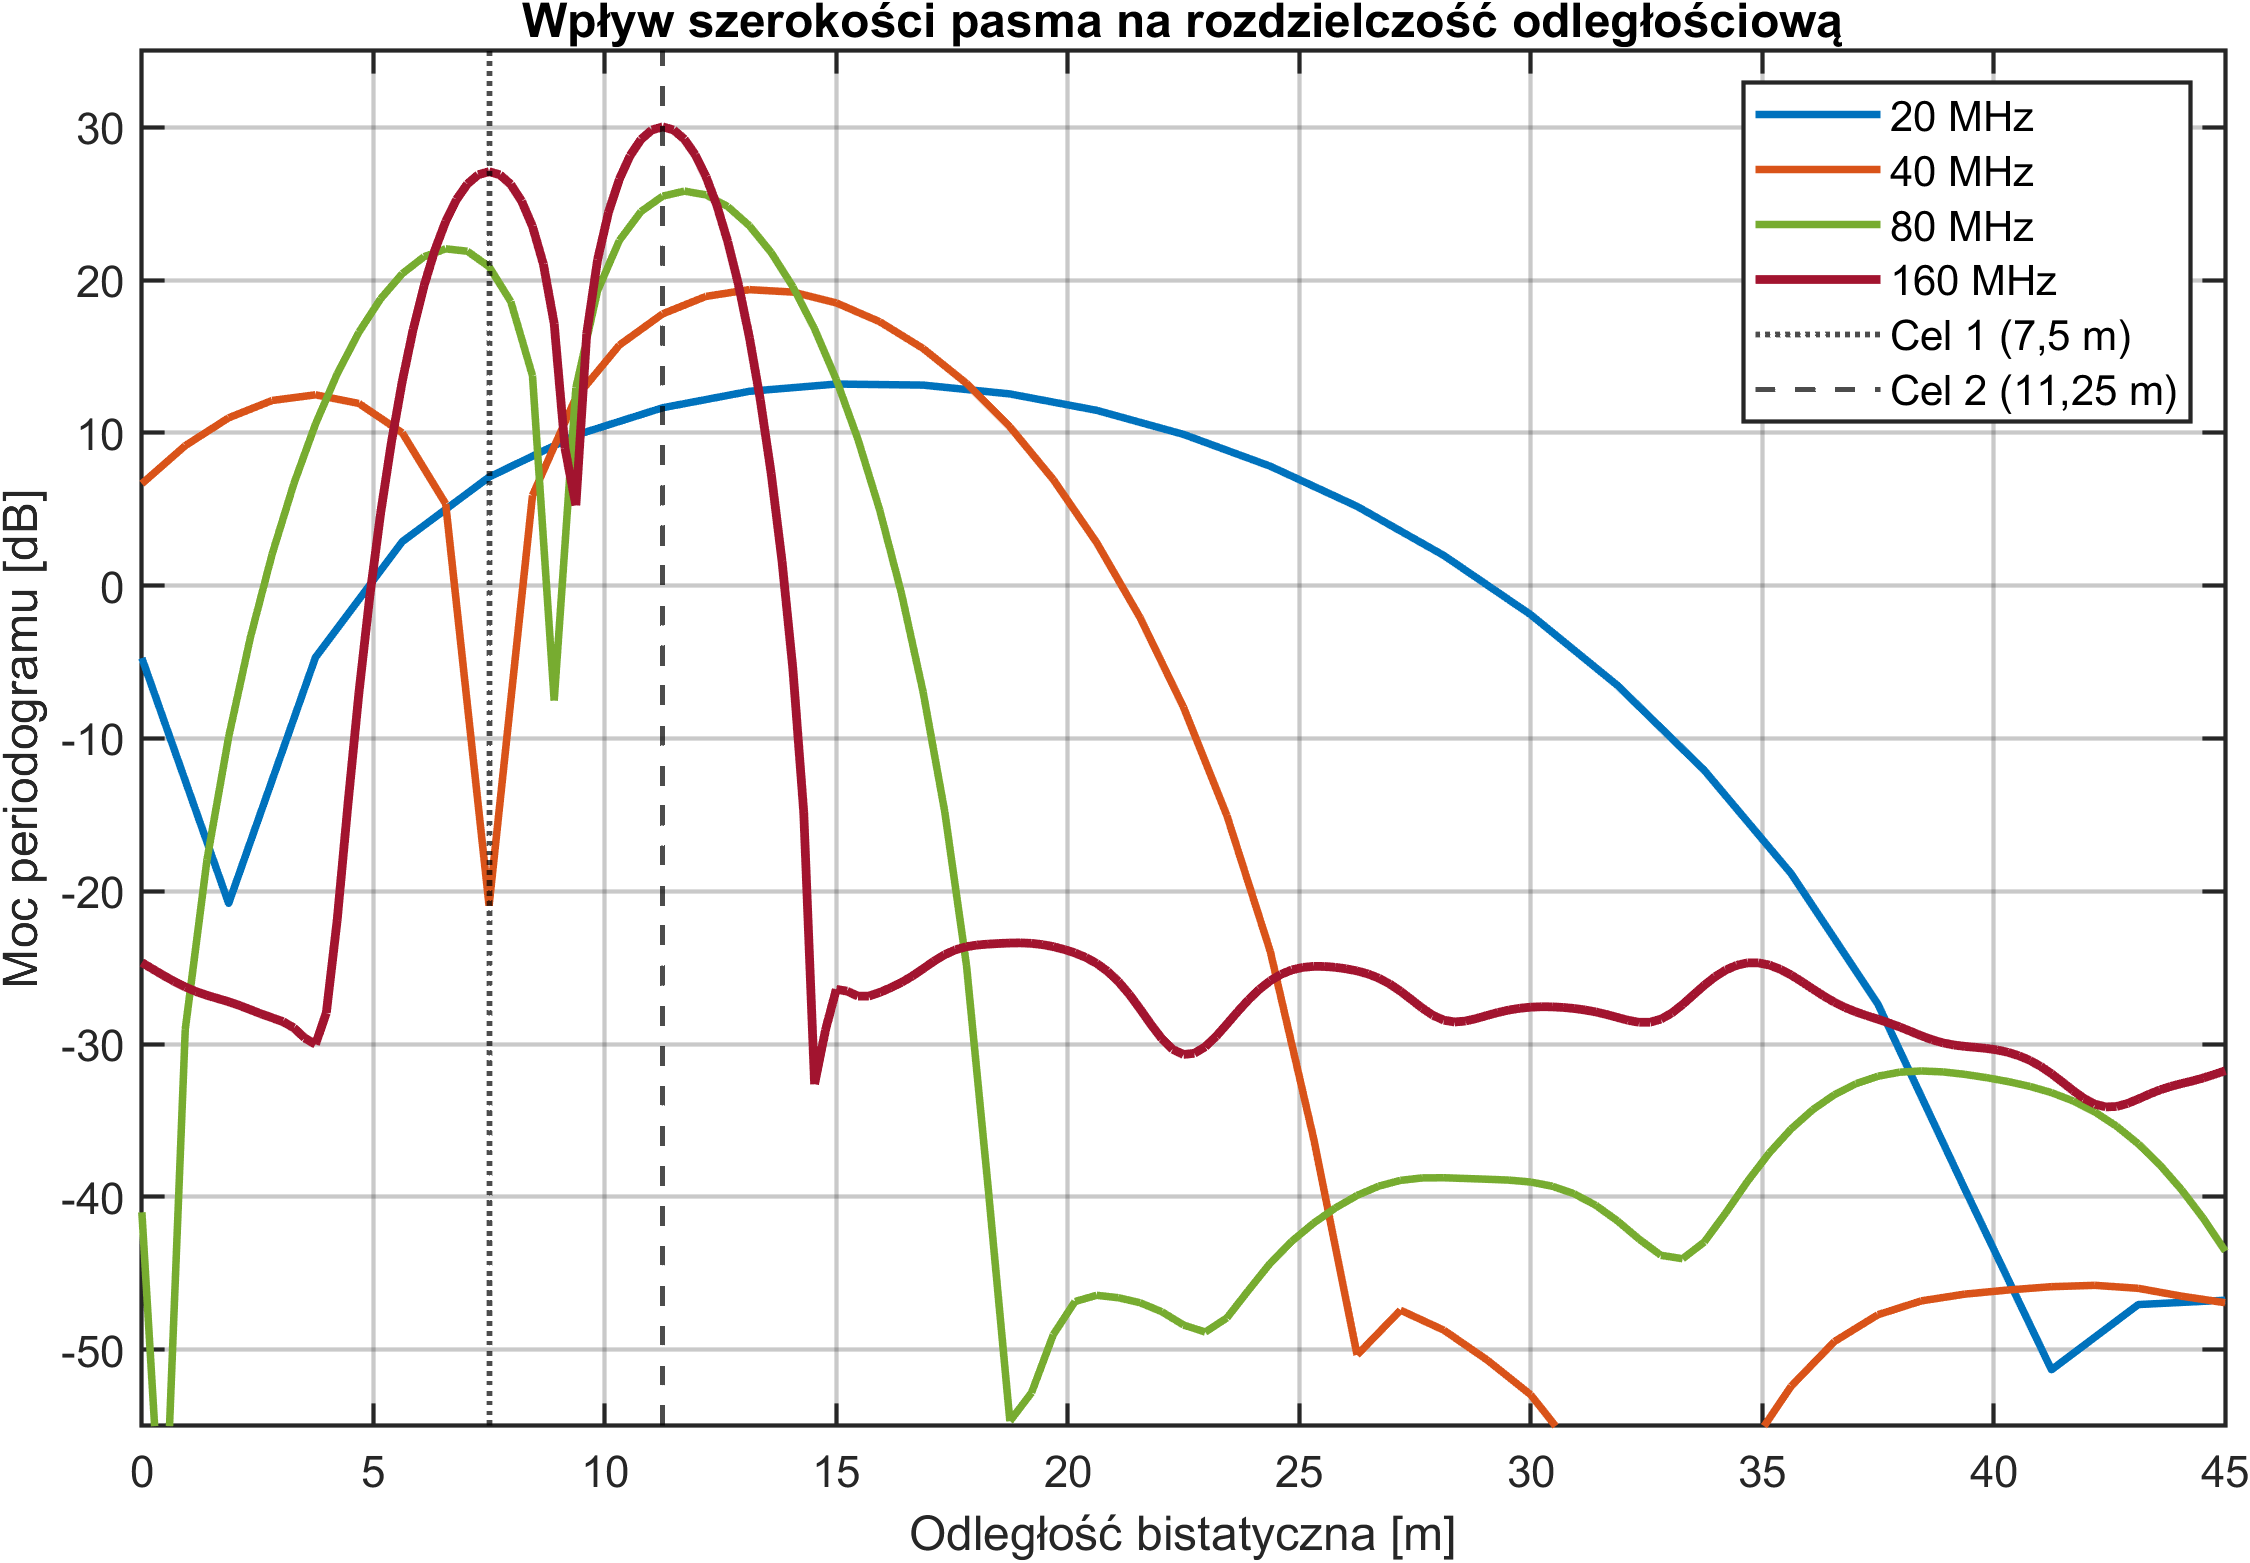 Wpływ szerokości pasma na rozdzielczość odległościową
20 MHz
40 MHz
80 MHz
160 MHz
Cel 1 (7,5 m)
Cel 2 (11,25 m)
Moc periodogramu [dB]
30
20
10
0
-10
-20
-30
-40
-50
0 5 10 15 20 25 30 35 40 45
Odległość bistatyczna [m]